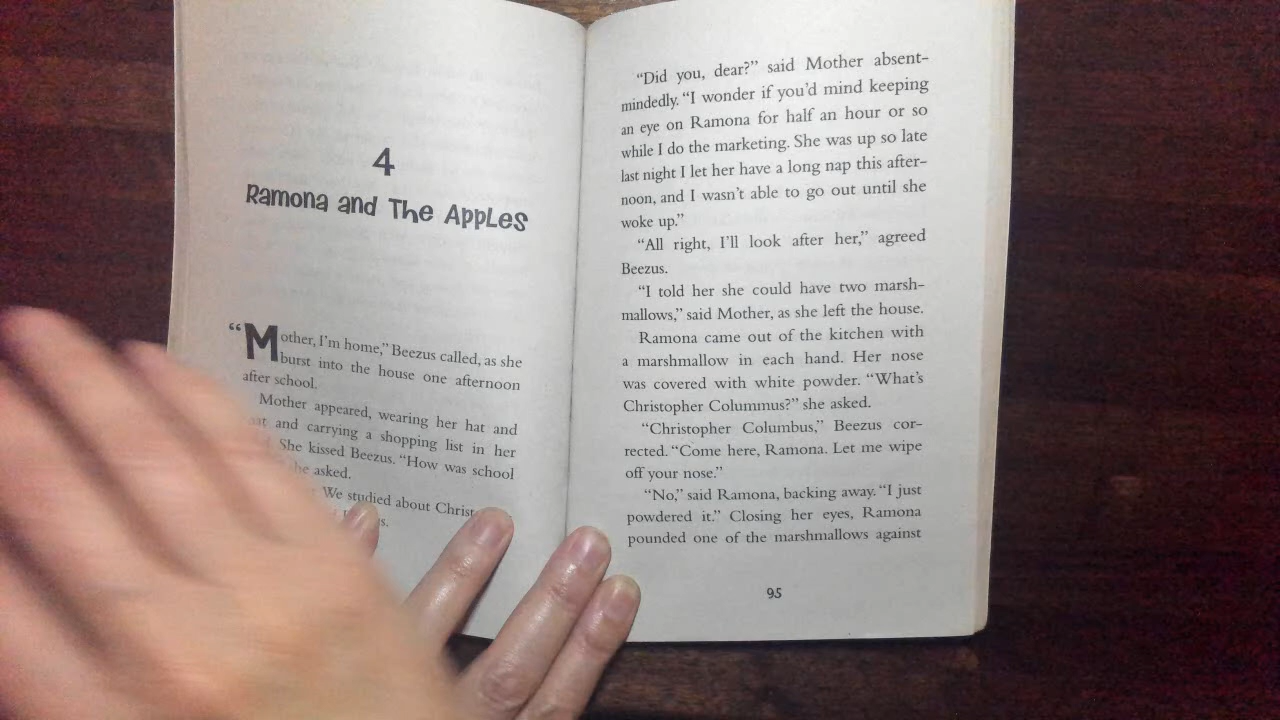 4
Ramona and The Apples
“Mother, I’m home,” Beezus called, as she
burst into the house one afternoon
after school.
Mother appeared, wearing her hat and
and carrying a shopping list in her
She kissed Beezus. “How was school
he asked.
We studied about Christ
“Did you, dear?” said Mother absent-
mindedly. “I wonder if you’d mind keeping
an eye on Ramona for half an hour or so
while I do the marketing. She was up so late
last night I let her have a long nap this after-
noon, and I wasn’t able to go out until she
woke up.”
“All right, I’ll look after her,” agreed
Beezus.
“I told her she could have two marsh-
mallows,” said Mother, as she left the house.
Ramona came out of the kitchen with
a marshmallow in each hand. Her nose
was covered with white powder. “What’s
Christopher Colummus?” she asked.
“Christopher Columbus,” Beezus cor-
rected. “Come here, Ramona. Let me wipe
off your nose.”
“No,” said Ramona, backing away. “I just
powdered it.” Closing her eyes, Ramona
pounded one of the marshmallows against
95